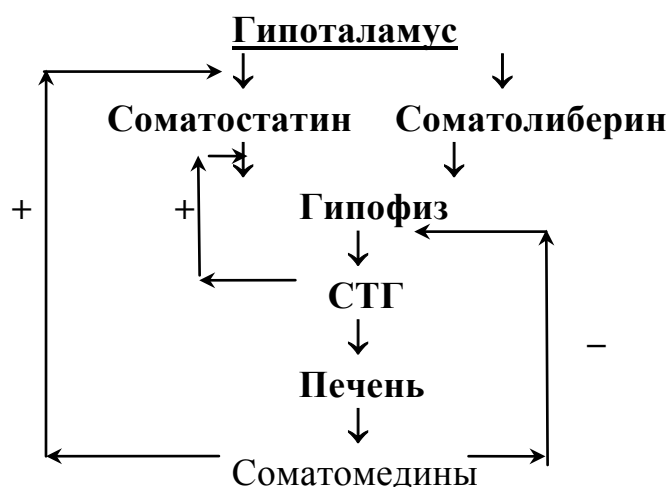 Гипоталамус
Соматостатин Соматолиберин
+ + Гипофиз
СТГ
–
Печень
Соматомедины